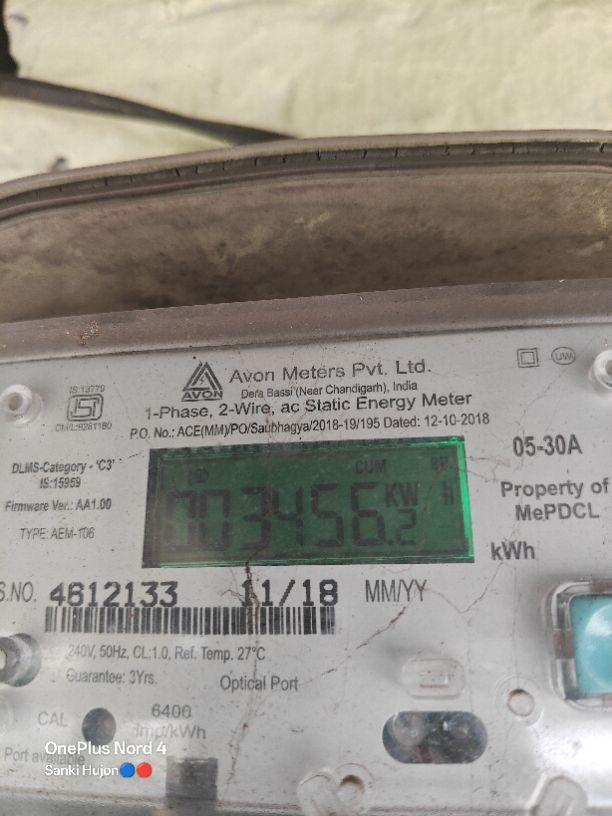 Avon Meters Pvt. Ltd.
AVON
Dera Bassi (Near Chandigarh), India
IS:13779
CM/L:9281180
1-Phase, 2-Wire, ac Static Energy Meter
P.O. No.: ACE(MM)/PO/Saubhagya/2018-19/195 Dated: 12-10-2018
UW
DLMS-Category - 'C3'
IS:15959
Firmware Ver.: AA1.00
TYPE: AEM-106
CUM
003456.2 KW h
05-30A
Property of
MePDCL
kWh
S.NO. 4612133 11/18 MM/YY
240V, 50Hz, CL:1.0, Ref. Temp. 27°C
Guarantee: 3Yrs.
Optical Port
CAL
6400
imp/kWh
Port available
OnePlus Nord 4
Sanki Hujon